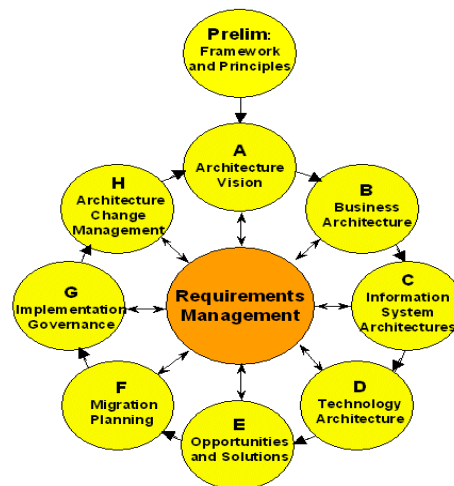 Prelim:
Framework
and Principles
A
Architecture
Vision
H
Architecture
Change
Management
B
Business
Architecture
G
Implementation
Governance
Requirements
Management
C
Information
System
Architectures
F
Migration
Planning
D
Technology
Architecture
E
Opportunities
and Solutions